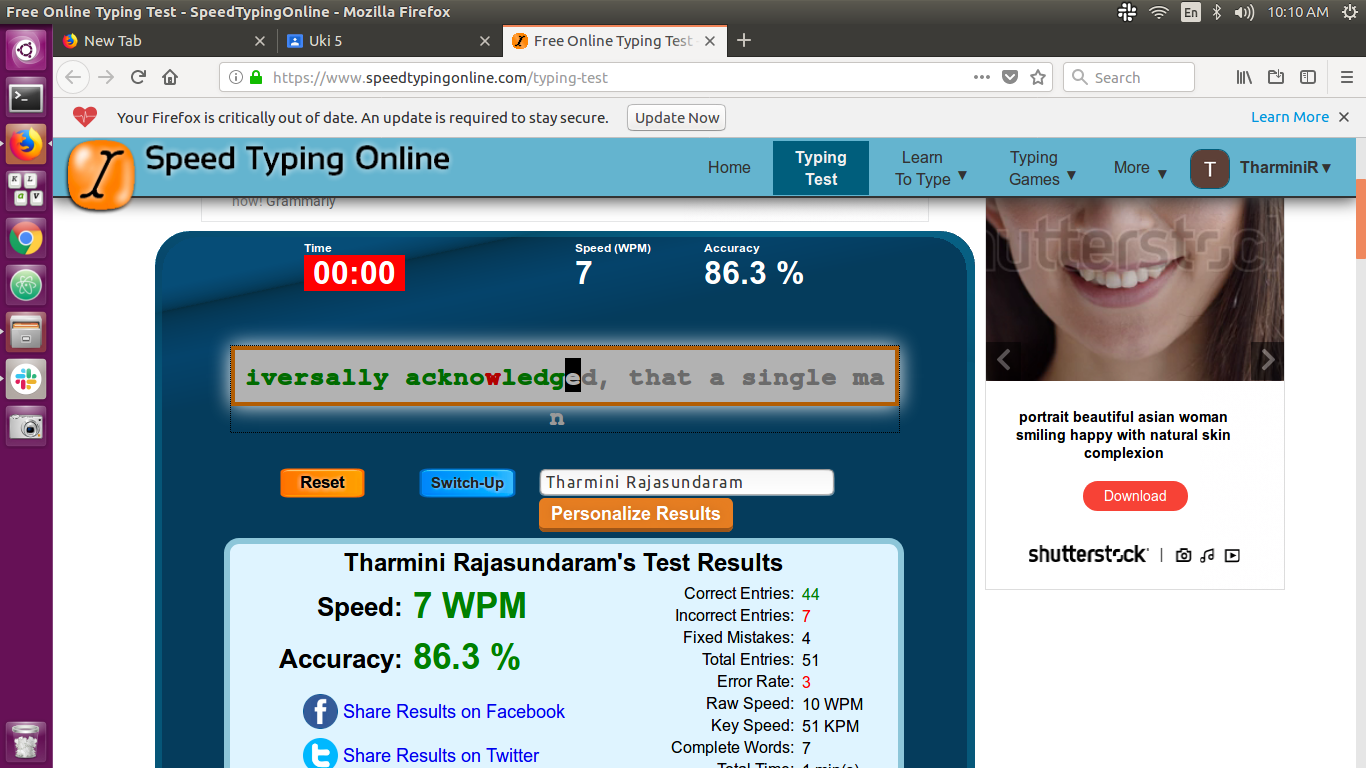 Free Online Typing Test - SpeedTypingOnline - Mozilla Firefox
En
10:10 AM
New Tab
Uki 5
Free Online Typing Test
https://www.speedtypingonline.com/typing-test
Search
Your Firefox is critically out of date. An update is required to stay secure.
Update Now
Learn More
Speed Typing Online
Home
Typing
Test
Learn
To Type ▼
Typing
Games ▼
More ▼
T
TharminiR ▾
now! Grammarly
shutterstock
Time
00:00
Speed (WPM)
7
Accuracy
86.3 %
iversally acknowledged, that a single ma
n
Reset
Switch-Up
Tharmini Rajasundaram
Personalize Results
Tharmini Rajasundaram's Test Results
Speed: 7 WPM
Accuracy: 86.3 %
Share Results on Facebook
Share Results on Twitter
Correct Entries: 44
Incorrect Entries: 7
Fixed Mistakes: 4
Total Entries: 51
Error Rate: 3
Raw Speed: 10 WPM
Key Speed: 51 KPM
Complete Words: 7
Total Time: 1 min(s)
portrait beautiful asian woman
smiling happy with natural skin
complexion
Download
shutterstock